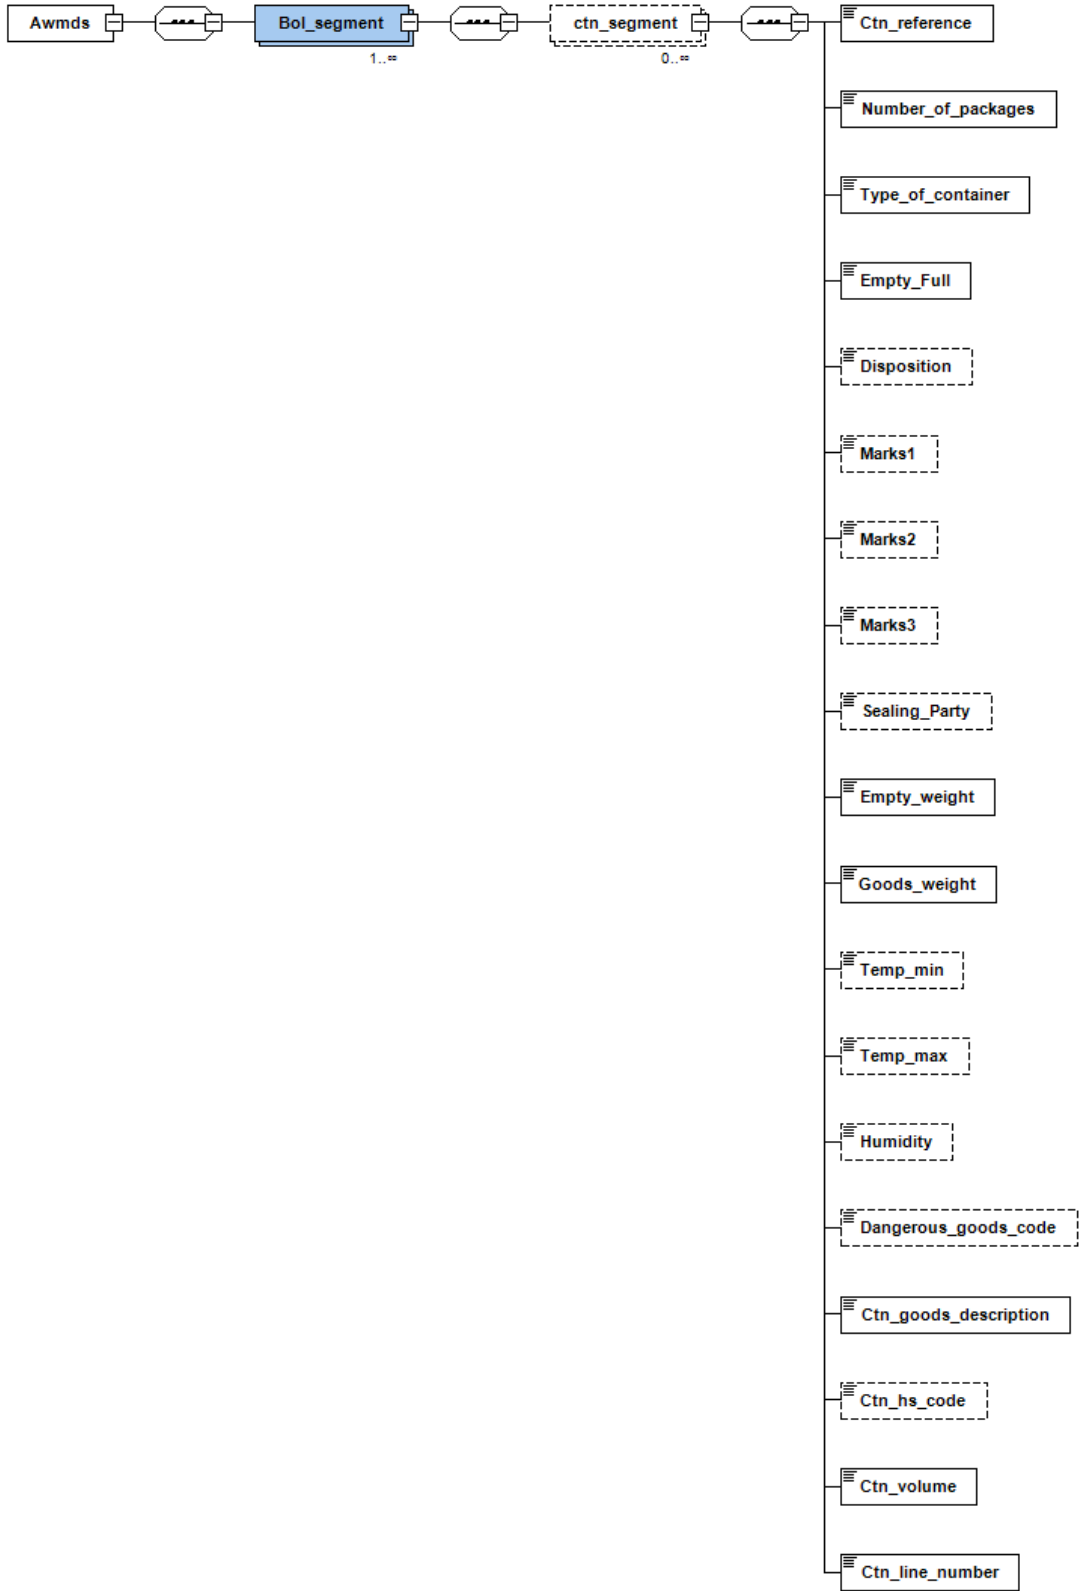 Awmds
Bol_segment
1..∞
ctn_segment
0..∞
Ctn_reference
Number_of_packages
Type_of_container
Empty_Full
Disposition
Marks1
Marks2
Marks3
Sealing_Party
Empty_weight
Goods_weight
Temp_min
Temp_max
Humidity
Dangerous_goods_code
Ctn_goods_description
Ctn_hs_code
Ctn_volume
Ctn_line_number